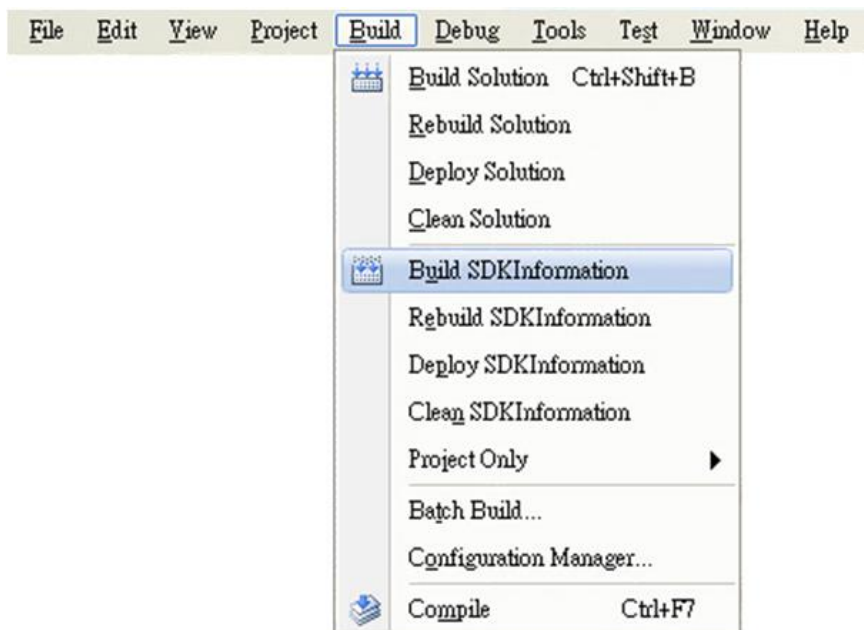 File Edit View Project Build Debug Tools Test Window Help
Build Solution Ctrl+Shift+B
Rebuild Solution
Deploy Solution
Clean Solution
Build SDKInformation
Rebuild SDKInformation
Deploy SDKInformation
Clean SDKInformation
Project Only
Batch Build...
Configuration Manager...
Compile Ctrl+F7